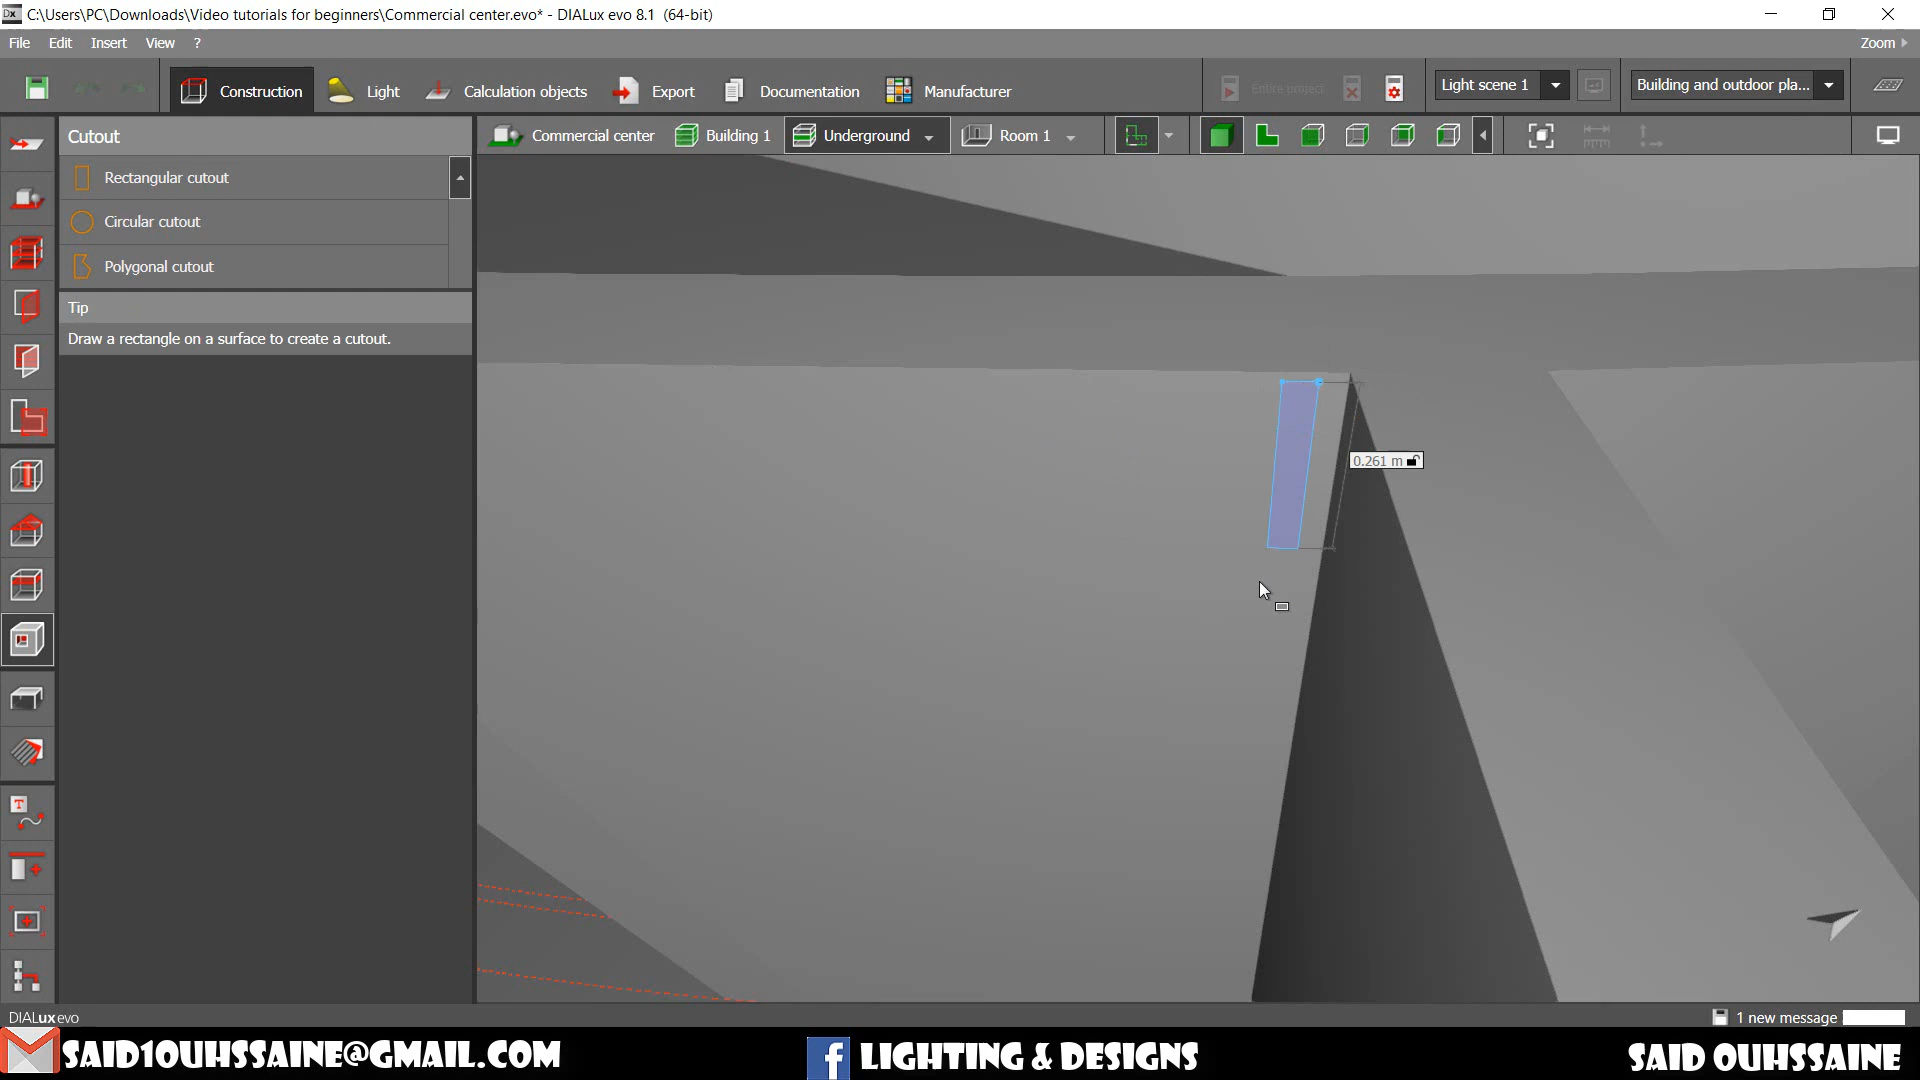 C:\Users\PC\Downloads\Video tutorials for beginners\Commercial center.evo* - DIALux evo 8.1  (64-bit)
File Edit Insert View ? Zoom
Construction Light Calculation objects Export Documentation Manufacturer Entire project Light scene 1 Building and outdoor pla...
Cutout Commercial center Building 1 Underground Room 1
Rectangular cutout
Circular cutout
Polygonal cutout
Tip
Draw a rectangle on a surface to create a cutout.
0.261 m
DIALux evo 1 new message
SAID1OUHSSAINE@GMAIL.COM LIGHTING & DESIGNS SAID OUHSSAINE